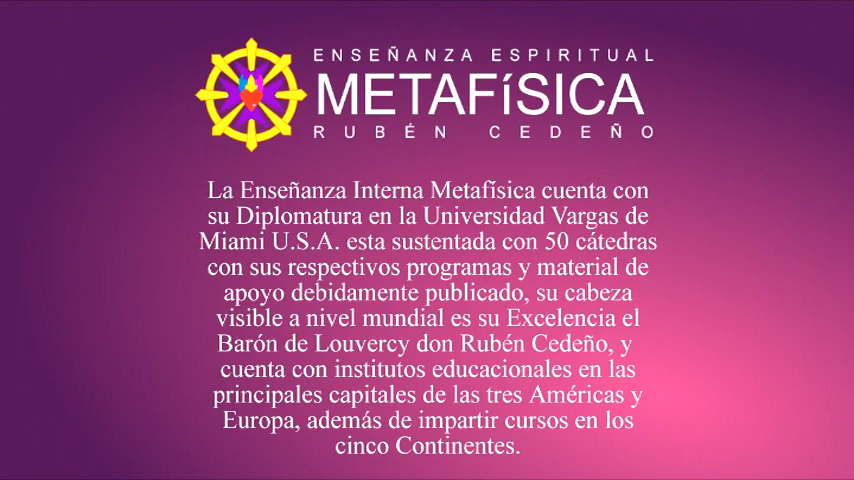 ENSEÑANZA ESPIRITUAL
METAFíSICA
RUBÉN CEDEÑO
La Enseñanza Interna Metafísica cuenta con
su Diplomatura en la Universidad Vargas de
Miami U.S.A. esta sustentada con 50 cátedras
con sus respectivos programas y material de
apoyo debidamente publicado, su cabeza
visible a nivel mundial es su Excelencia el
Barón de Louvercy don Rubén Cedeño, y
cuenta con institutos educacionales en las
principales capitales de las tres Américas y
Europa, además de impartir cursos en los
cinco Continentes.